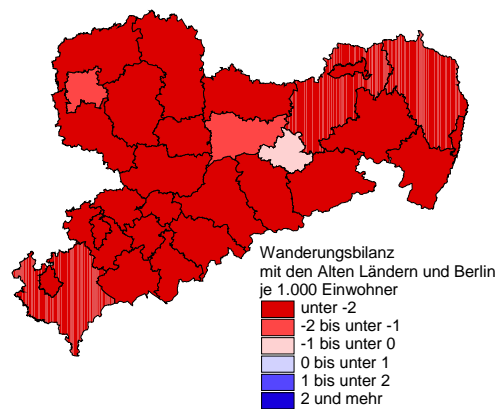 Wanderungsbilanz
mit den Alten Ländern und Berlin
je 1.000 Einwohner
unter -2
-2 bis unter -1
-1 bis unter 0
0 bis unter 1
1 bis unter 2
2 und mehr